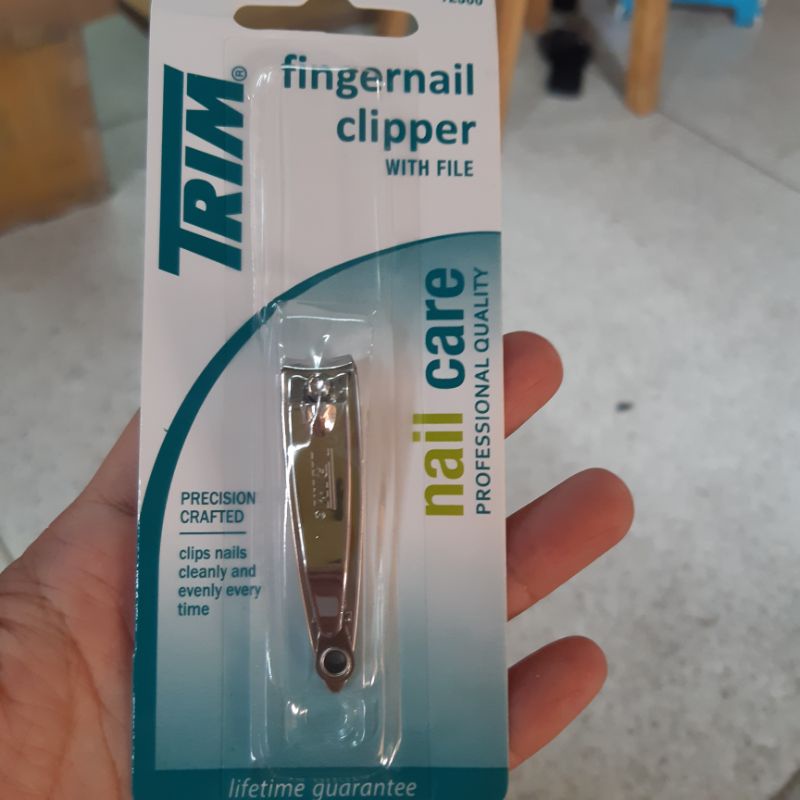 TRIM®
fingernail
clipper
WITH FILE
nail care
PROFESSIONAL QUALITY
PRECISION
CRAFTED
clips nails
cleanly and
evenly every
time
lifetime guarantee